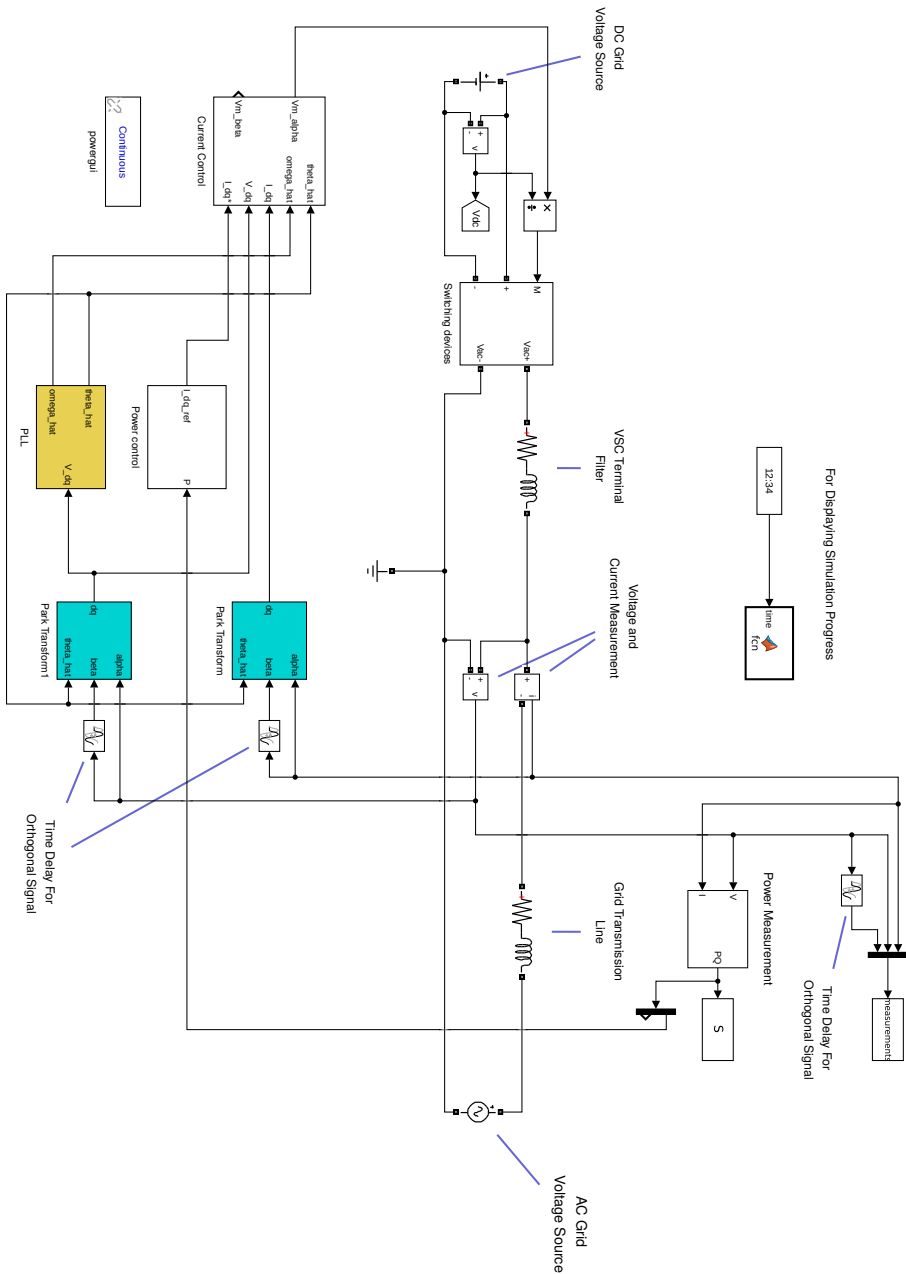 For Displaying Simulation Progress
12:34
time
fcn
measurements
Time Delay For
Orthogonal Signal
Power Measurement
V
I
PQ
S
DC Grid
Voltage Source
+
+
-
v
Vdc
×
÷
M
+
-
Vac+
Vac-
Switching devices
VSC Terminal
Filter
+
Voltage and
Current Measurement
+
-
i
+
-
v
Grid Transmission
Line
+
AC Grid
Voltage Source
+
theta_hat
omega_hat
I_dq
V_dq
I_dq*
Vm_alpha
Vm_beta
Current Control
Continuous
powergui
I_dq_ref
P
Power control
theta_hat
omega_hat
V_dq
PLL
alpha
beta
theta_hat
dq
Park Transform
alpha
beta
theta_hat
dq
Park Transform1
Time Delay For
Orthogonal Signal